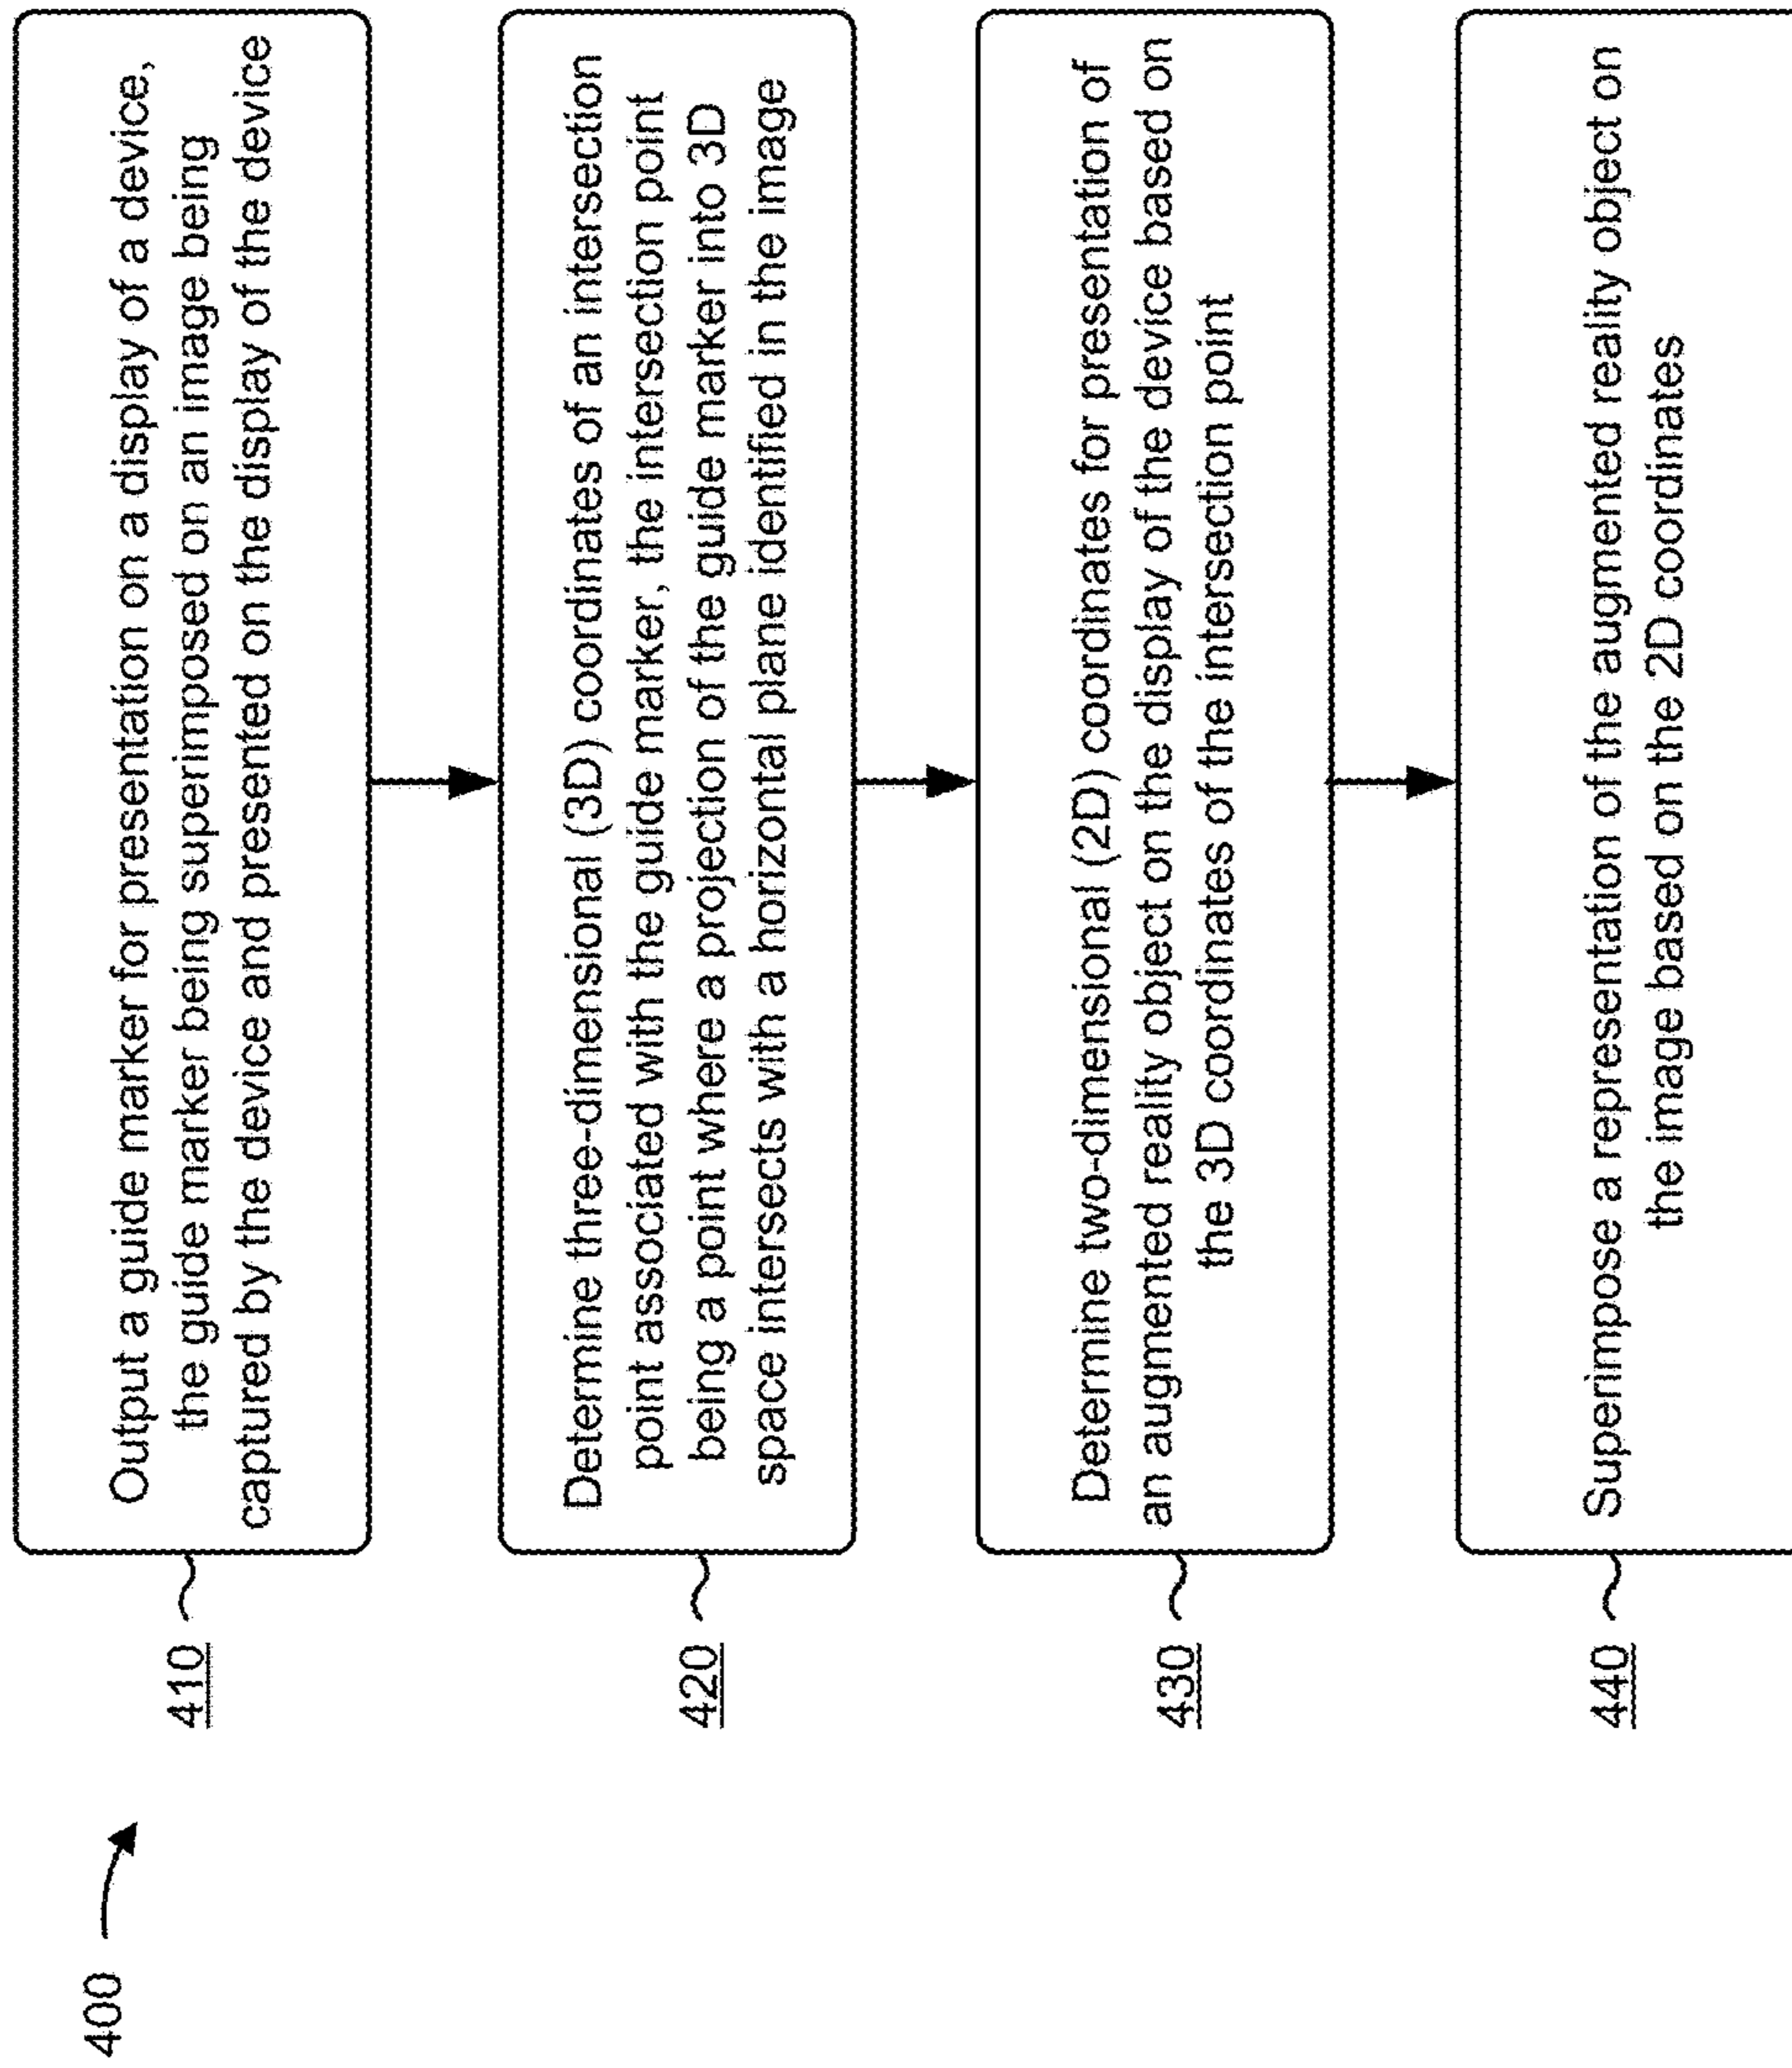 400
410
Output a guide marker for presentation on a display of a device,
the guide marker being superimposed on an image being
captured by the device and presented on the display of the device
420
Determine three-dimensional (3D) coordinates of an intersection
point associated with the guide marker, the intersection point
being a point where a projection of the guide marker into 3D
space intersects with a horizontal plane identified in the image
430
Determine two-dimensional (2D) coordinates for presentation of
an augmented reality object on the display of the device based on
the 3D coordinates of the intersection point
440
Superimpose a representation of the augmented reality object on
the image based on the 2D coordinates